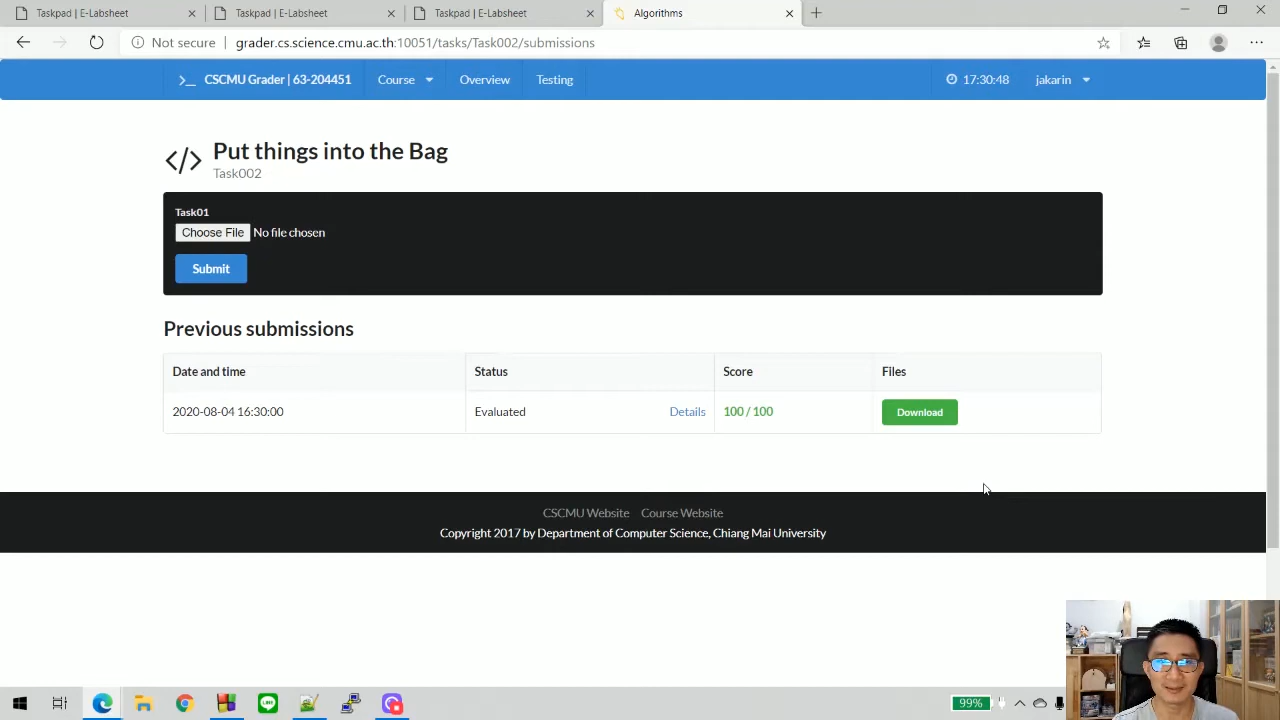 Taskpad | E-Labsheet
Taskpad | E-Labsheet
Taskpad | E-Labsheet
Algorithms
Not secure | grader.cs.science.cmu.ac.th:10051/tasks/Task002/submissions
>_ CSCMU Grader | 63-204451 Course Overview Testing 17:30:48 jakarin
</> Put things into the Bag
Task002
Task01
Choose File No file chosen
Submit
Previous submissions
Date and time Status Score Files
2020-08-04 16:30:00 Evaluated Details 100 / 100 Download
CSCMU Website Course Website
Copyright 2017 by Department of Computer Science, Chiang Mai University
LINE
99%